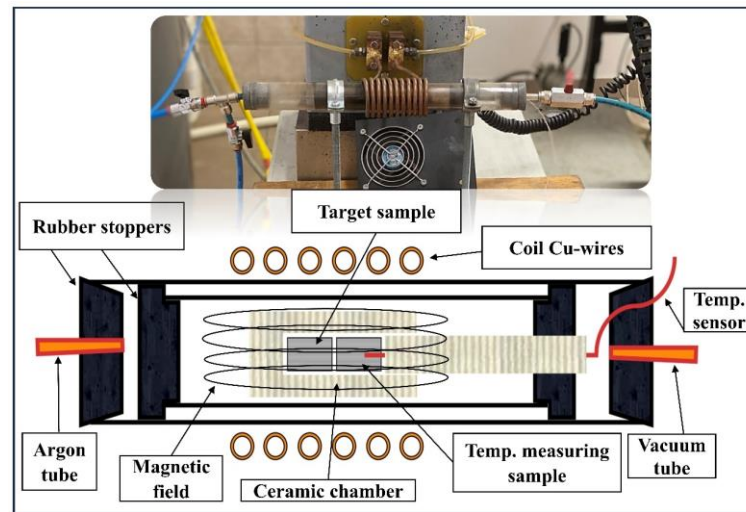 Target sample
Rubber stoppers
Coil Cu-wires
Temp.
sensor
Argon
tube
Magnetic
field
Ceramic chamber
Temp. measuring
sample
Vacuum
tube